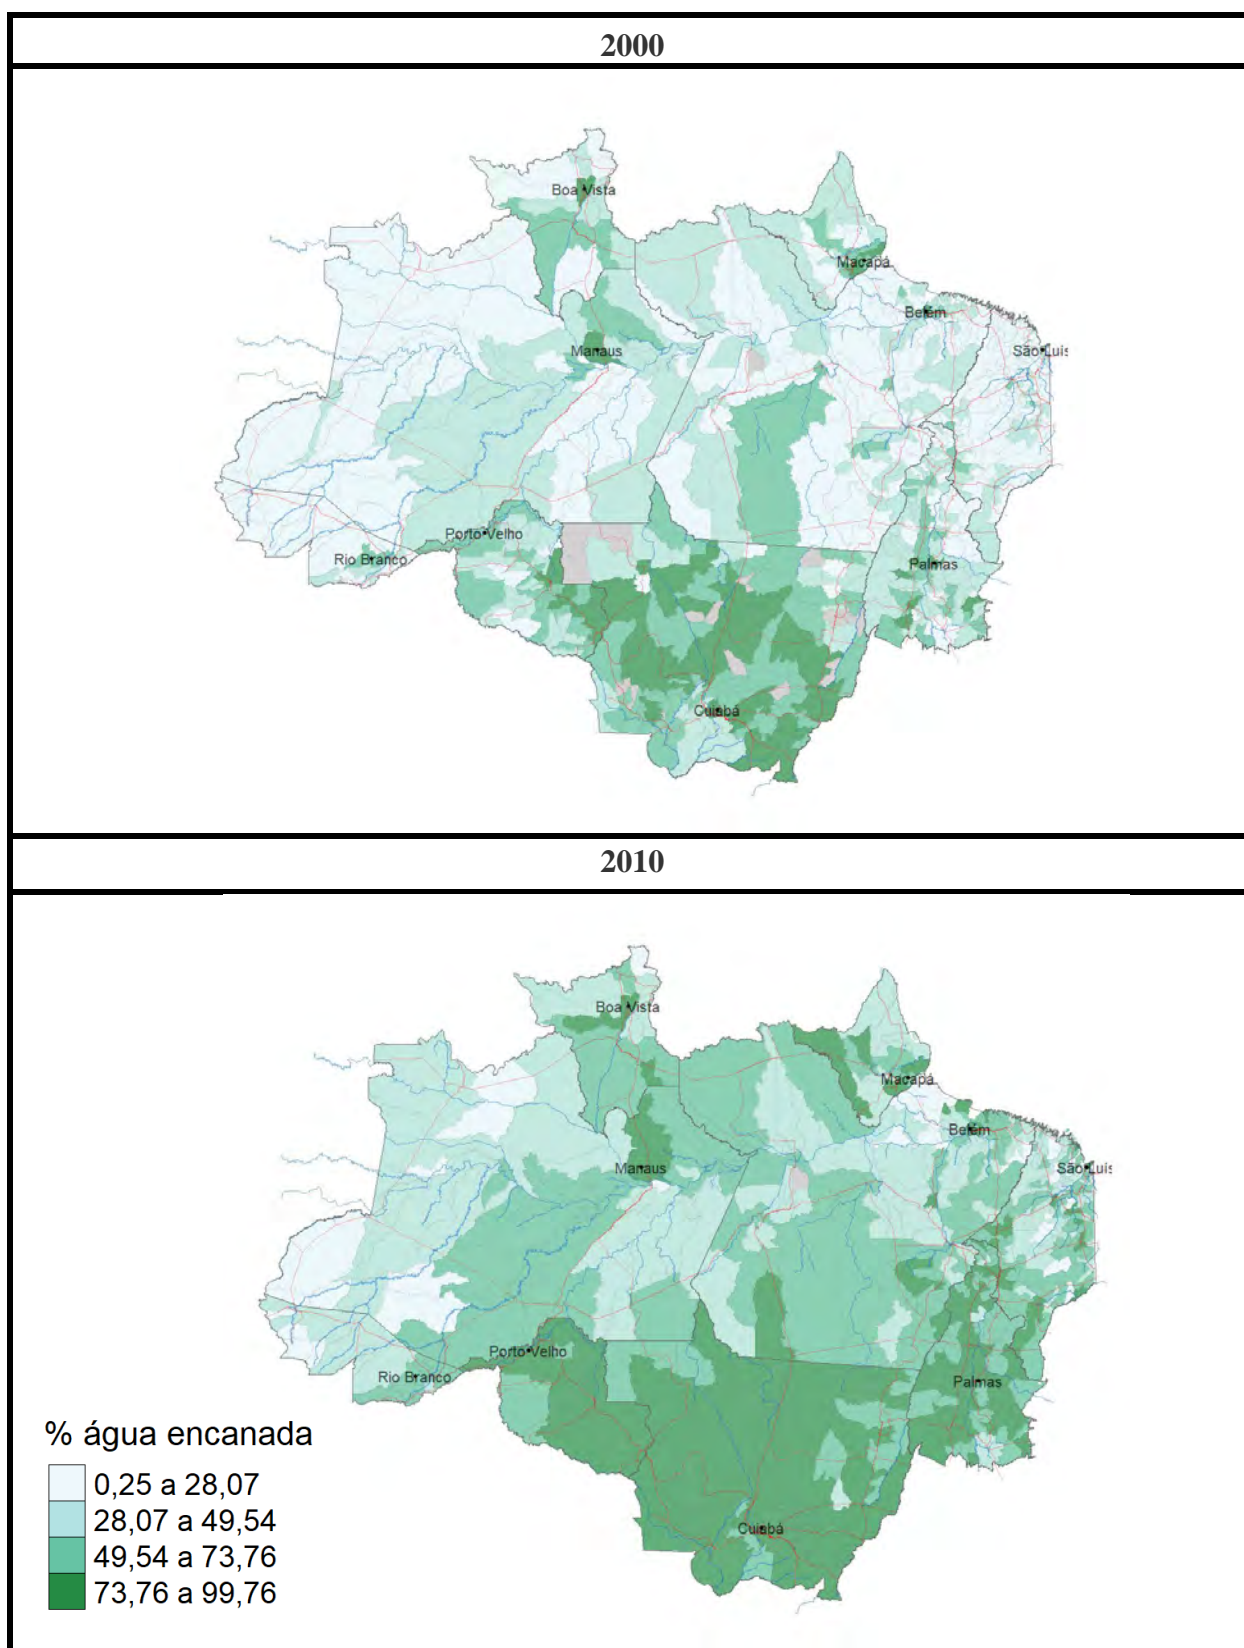 2000
Boa Vista
Macapá
Belém
Manaus
São Luís
Porto Velho
Rio Branco
Palmas
Cuiabá
2010
Boa Vista
Macapá
Belém
Manaus
São Luís
Porto Velho
Rio Branco
Palmas
Cuiabá
% água encanada
0,25 a 28,07
28,07 a 49,54
49,54 a 73,76
73,76 a 99,76